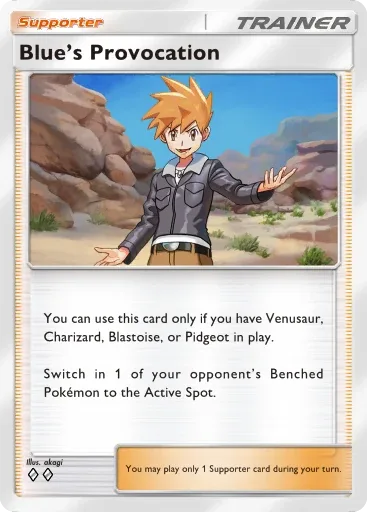 Supporter
TRAINER
Blue's Provocation
You can use this card only if you have Venusaur,
Charizard, Blastoise, or Pidgeot in play.
Switch in 1 of your opponent's Benched
Pokémon to the Active Spot.
Illus. akagi
You may play only 1 Supporter card during your turn.